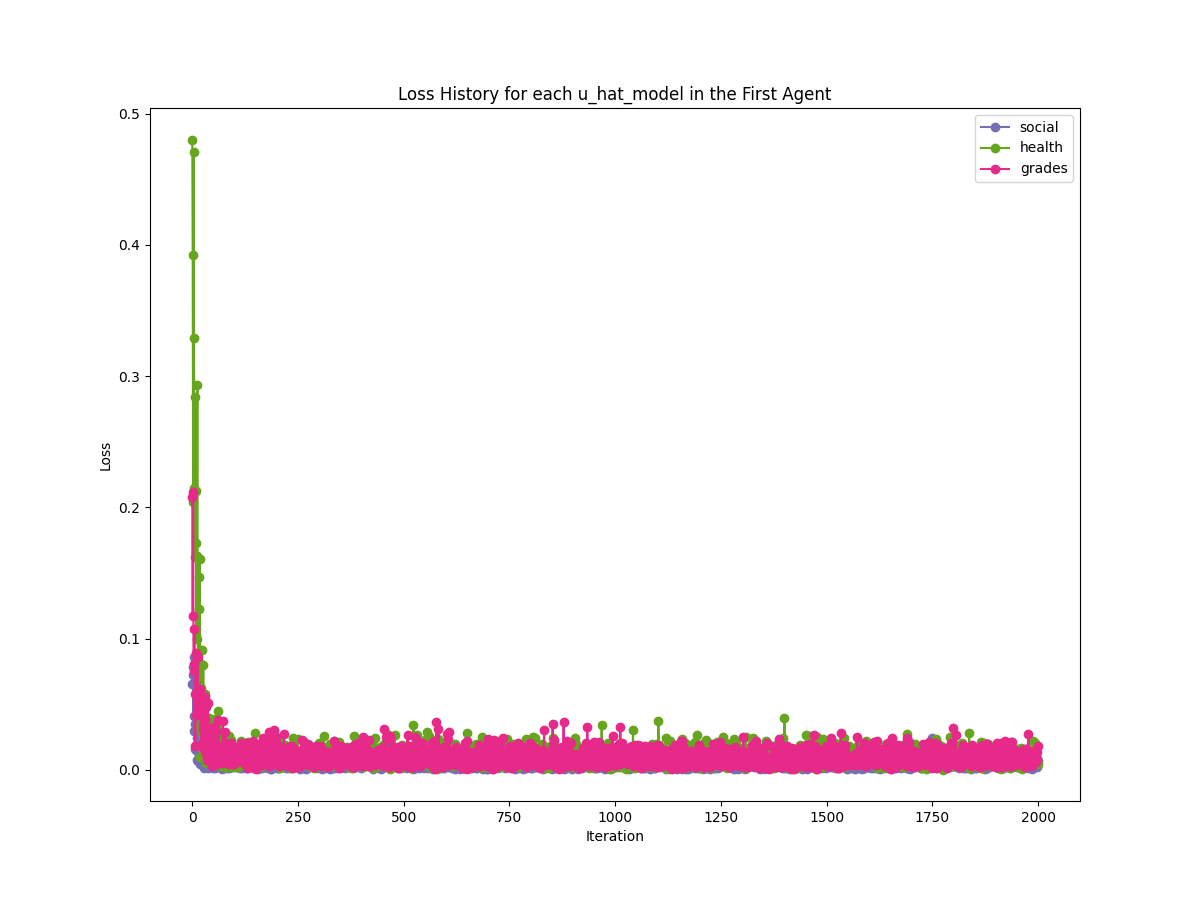 Loss History for each u_hat_model in the First Agent
social
health
grades
0.5
0.4
0.3
0.2
0.1
0.0
Loss
0 250 500 750 1000 1250 1500 1750 2000
Iteration